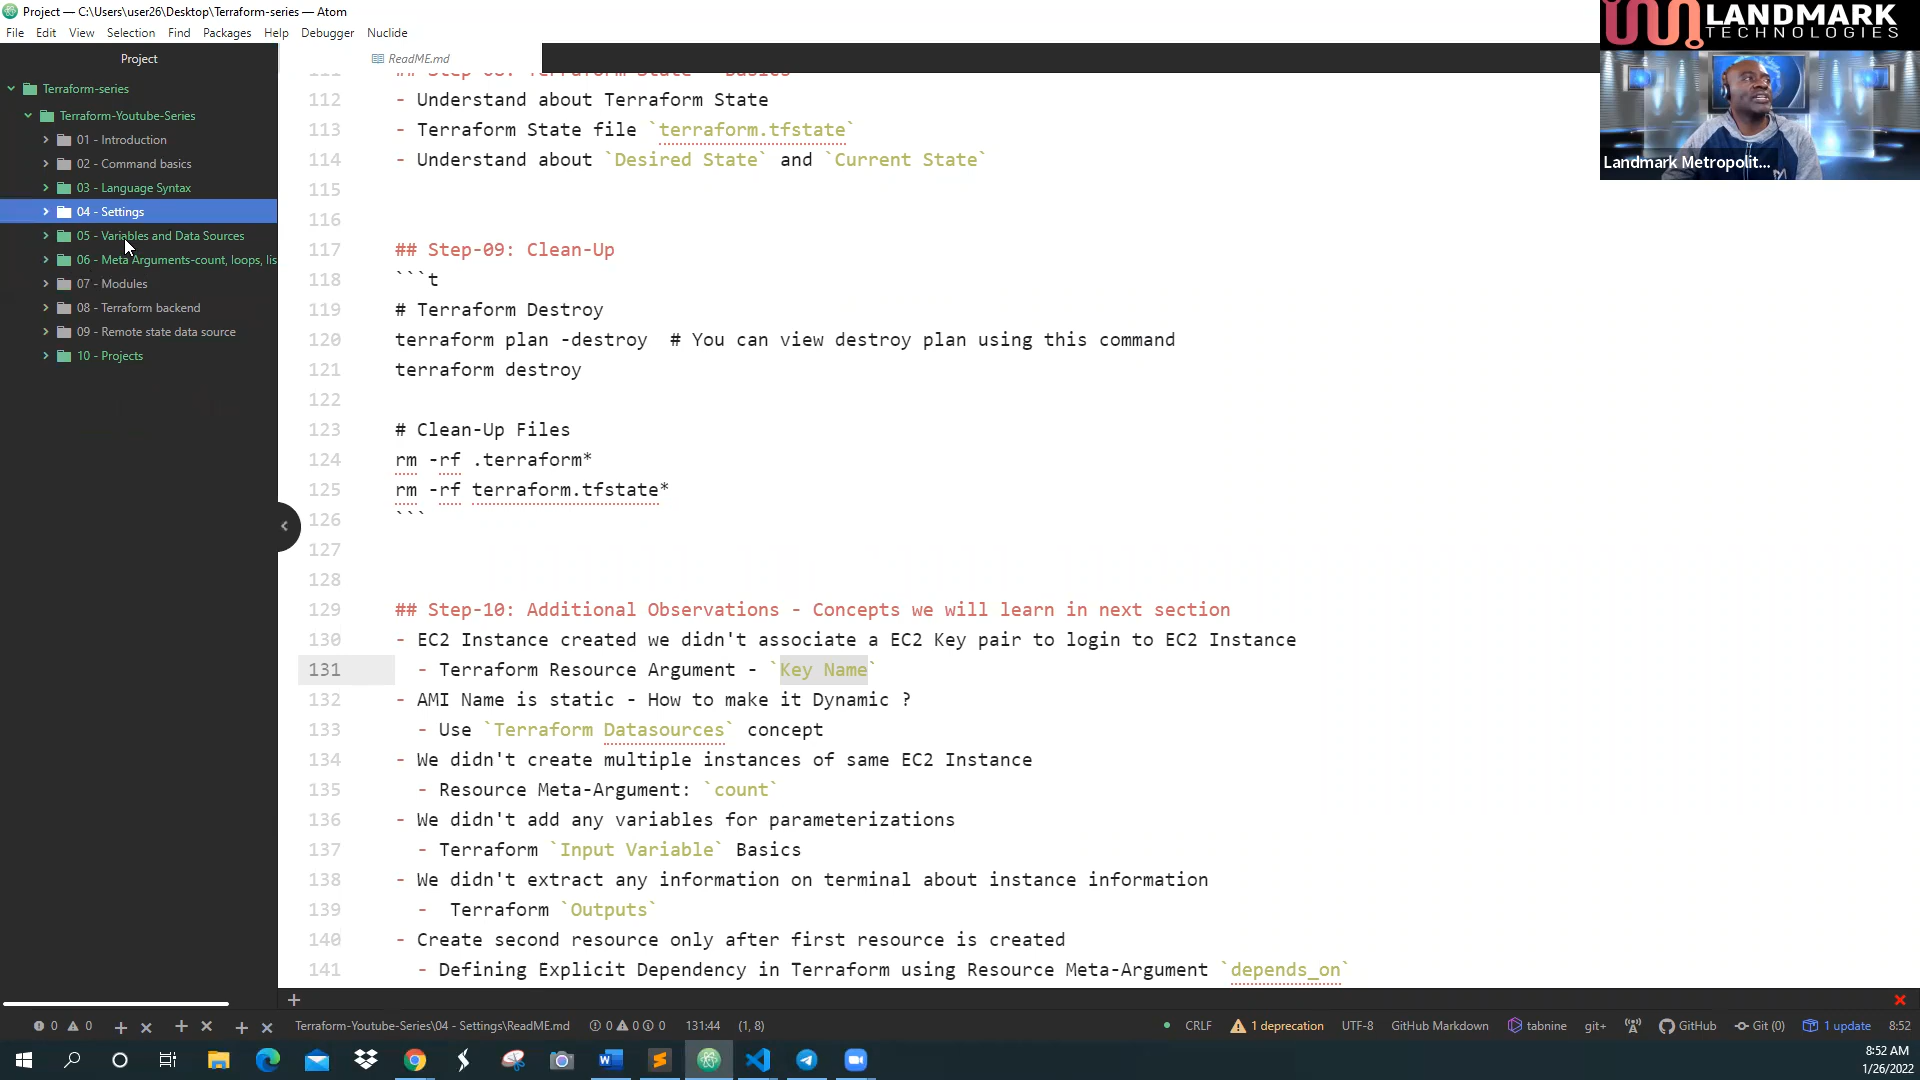 Project — C:\Users\user26\Desktop\Terraform-series — Atom
File Edit View Selection Find Packages Help Debugger Nuclide
Project
ReadME.md
Terraform-series
Terraform-Youtube-Series
01 - Introduction
02 - Command basics
03 - Language Syntax
04 - Settings
05 - Variables and Data Sources
06 - Meta Arguments-count, loops, lis
07 - Modules
08 - Terraform backend
09 - Remote state data source
10 - Projects
111 ## Step-08: Terraform State - Basics
112 - Understand about Terraform State
113 - Terraform State file `terraform.tfstate`
114 - Understand about `Desired State` and `Current State`
115
116
117 ## Step-09: Clean-Up
118 ```t
119 # Terraform Destroy
120 terraform plan -destroy  # You can view destroy plan using this command
121 terraform destroy
122
123 # Clean-Up Files
124 rm -rf .terraform*
125 rm -rf terraform.tfstate*
126 ```
127
128
129 ## Step-10: Additional Observations - Concepts we will learn in next section
130 - EC2 Instance created we didn't associate a EC2 Key pair to login to EC2 Instance
131 - Terraform Resource Argument - `Key Name`
132 - AMI Name is static - How to make it Dynamic ?
133 - Use `Terraform Datasources` concept
134 - We didn't create multiple instances of same EC2 Instance
135 - Resource Meta-Argument: `count`
136 - We didn't add any variables for parameterizations
137 - Terraform `Input Variable` Basics
138 - We didn't extract any information on terminal about instance information
139 -  Terraform `Outputs`
140 - Create second resource only after first resource is created
141 - Defining Explicit Dependency in Terraform using Resource Meta-Argument `depends_on`
LANDMARK
TECHNOLOGIES
Landmark Metropolit...
0 0 Terraform-Youtube-Series\04 - Settings\ReadME.md 0 0 0 131:44 (1, 8) CRLF 1 deprecation UTF-8 GitHub Markdown tabnine git+ GitHub Git (0) 1 update 8:52
8:52 AM
1/26/2022